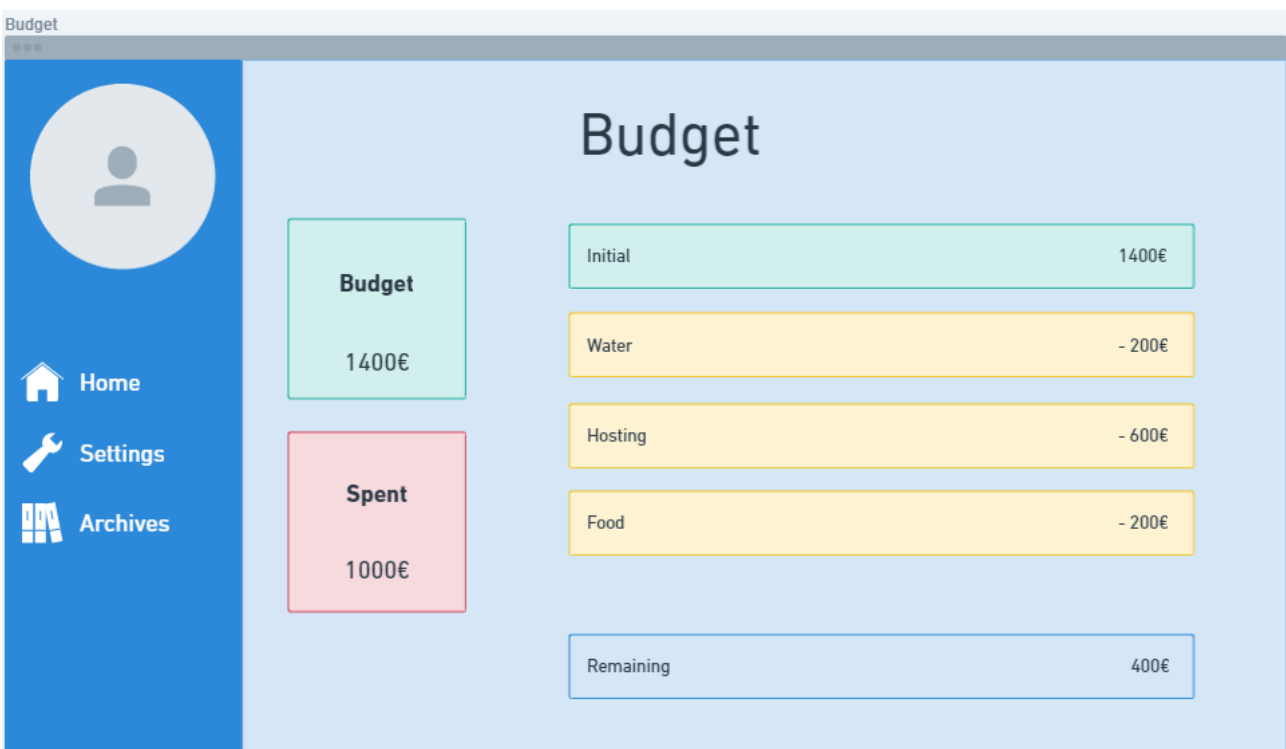 Budget
Budget
Home
Settings
Archives
Budget
1400€
Spent
1000€
Initial 1400€
Water - 200€
Hosting - 600€
Food - 200€
Remaining 400€